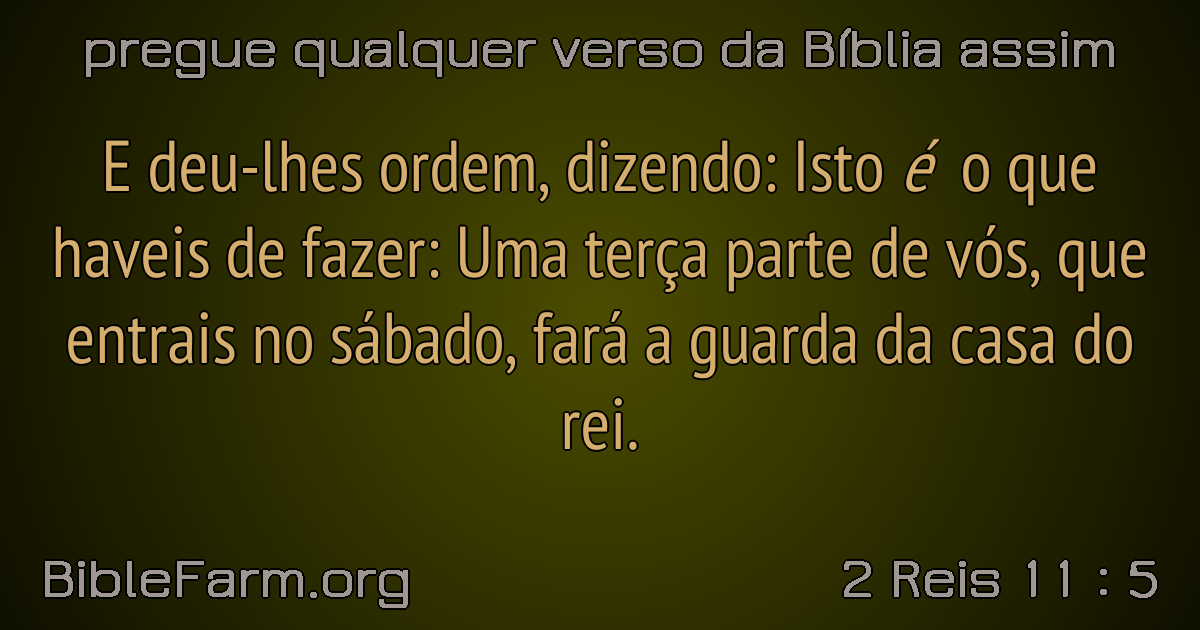 pregue qualquer verso da Bíblia assim
E deu-lhes ordem, dizendo: Isto é o que
haveis de fazer: Uma terça parte de vós, que
entrais no sábado, fará a guarda da casa do
rei.
BibleFarm.org
2 Reis 11 : 5